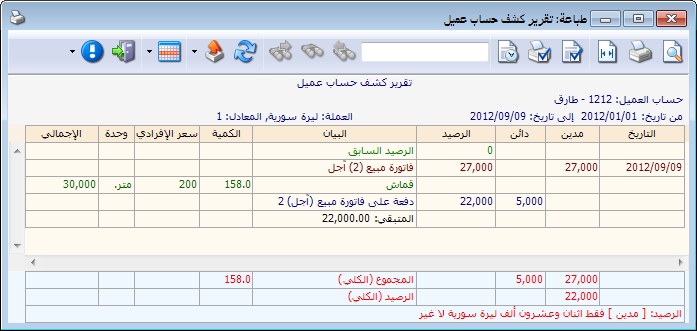 طباعة: تقرير كشف حساب عميل
تقرير كشف حساب عميل
حساب العميل: 1212 - طارق
من تاريخ: 2012/01/01 إلى تاريخ: 2012/09/09 العملة: ليرة سورية, المعادل: 1
التاريخ مدين دائن الرصيد البيان الكمية سعر الإفرادي وحدة الإجمالي
0 الرصيد السابق
2012/09/09 27,000 27,000 فاتورة مبيع (2) آجل
قماش 158.0 200 متر. 30,000
5,000 22,000 دفعة على فاتورة مبيع (آجل) 2
المتبقي: 22,000.00
27,000 5,000 المجموع (الكلي) 158.0
22,000 الرصيد (الكلي)
الرصيد: [ مدين ] فقط اثنان وعشرون ألف ليرة سورية لا غير